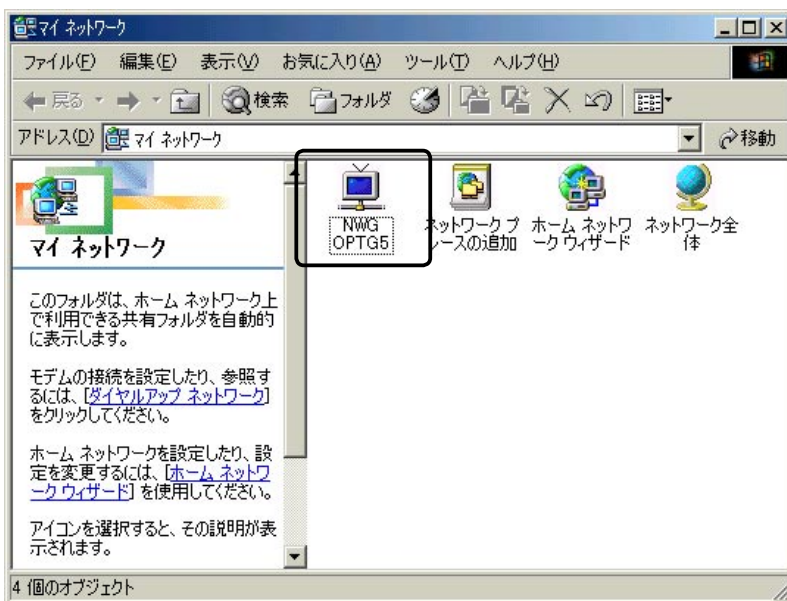 マイ ネットワーク
ファイル(F) 編集(E) 表示(V) お気に入り(A) ツール(T) ヘルプ(H)
戻る 検索 フォルダ
アドレス(D) マイ ネットワーク 移動
NWG
OPTG5
ネットワーク プ
レースの追加
ホーム ネットワ
ーク ウィザード
ネットワーク全
体
マイ ネットワーク
このフォルダは、ホーム ネットワーク上
で利用できる共有フォルダを自動的
に表示します。
モデムの接続を設定したり、参照す
るには、[ダイヤルアップ ネットワーク]
をクリックしてください。
ホーム ネットワークを設定したり、設
定を変更するには、[ホーム ネットワ
ーク ウィザード] を使用してください。
アイコンを選択すると、その説明が表
示されます。
4 個のオブジェクト